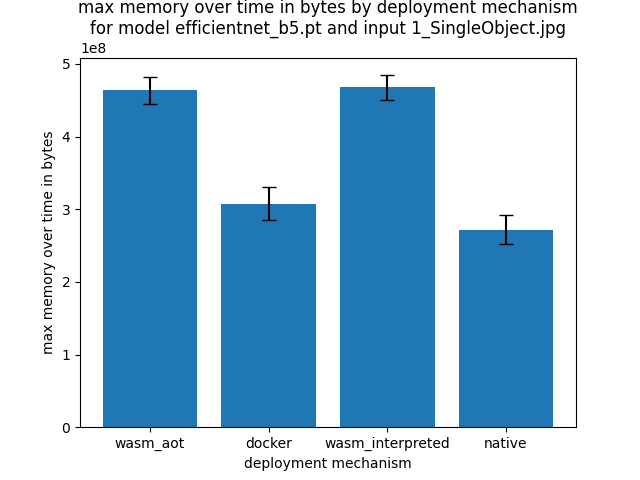 max memory over time in bytes by deployment mechanism
for model efficientnet_b5.pt and input 1_SingleObject.jpg
1e8
5
4
3
2
1
0
max memory over time in bytes
wasm_aot docker wasm_interpreted native
deployment mechanism